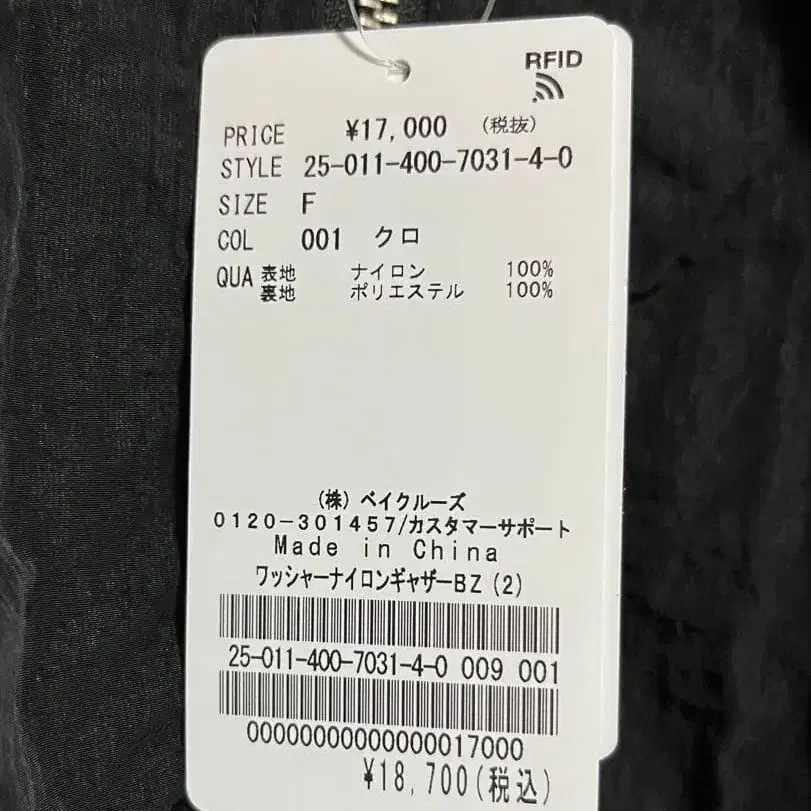 RFID
PRICE ¥17,000 (税抜)
STYLE 25-011-400-7031-4-0
SIZE F
COL 001 クロ
QUA 表地 ナイロン 100%
裏地 ポリエステル 100%
(株) ベイクルーズ
0120-301457/カスタマーサポート
Made in China
ワッシャーナイロンギャザーBZ (2)
25-011-400-7031-4-0 009 001
00000000000000017000
¥18,700(税込)